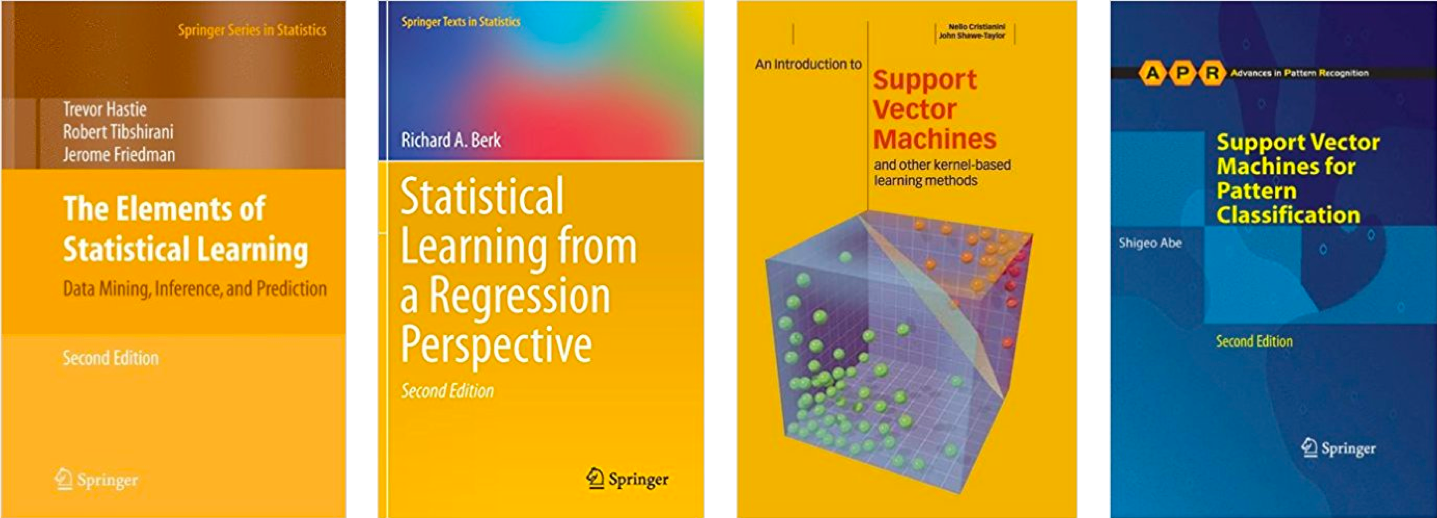 Springer Series in Statistics
Trevor Hastie
Robert Tibshirani
Jerome Friedman
The Elements of
Statistical Learning
Data Mining, Inference, and Prediction
Second Edition
Springer
Springer Texts in Statistics
Richard A. Berk
Statistical
Learning from
a Regression
Perspective
Second Edition
Springer
Nello Cristianini
John Shawe-Taylor
An Introduction to
Support
Vector
Machines
and other kernel-based
learning methods
A P R Advances in Pattern Recognition
Support Vector
Machines for
Pattern
Classification
Shigeo Abe
Second Edition
Springer